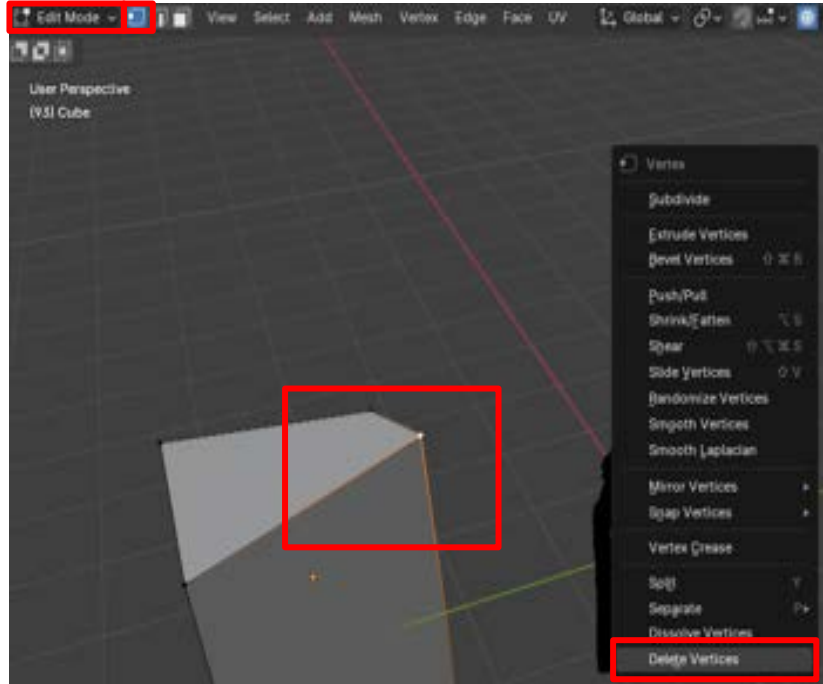 Edit Mode View Select Add Mesh Vertex Edge Face UV Global
User Perspective
(93) Cube
Vertex
Subdivide
Extrude Vertices
Bevel Vertices ⇧ ⌘ B
Push/Pull
Shrink/Fatten ⌥ S
Shear ⇧ ⌥ ⌘ S
Slide Vertices ⇧ V
Randomize Vertices
Smooth Vertices
Smooth Laplacian
Mirror Vertices
Snap Vertices
Vertex Crease
Split Y
Separate P
Dissolve Vertices
Delete Vertices